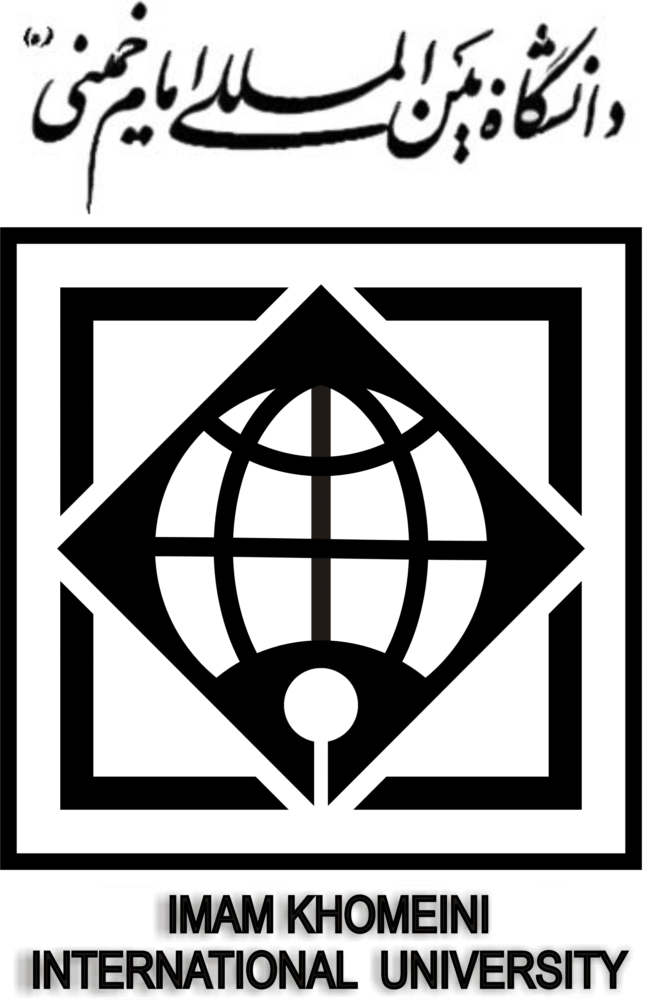 دانشگاه بین المللی امام خمینی (ره)
IMAM KHOMEINI
INTERNATIONAL UNIVERSITY